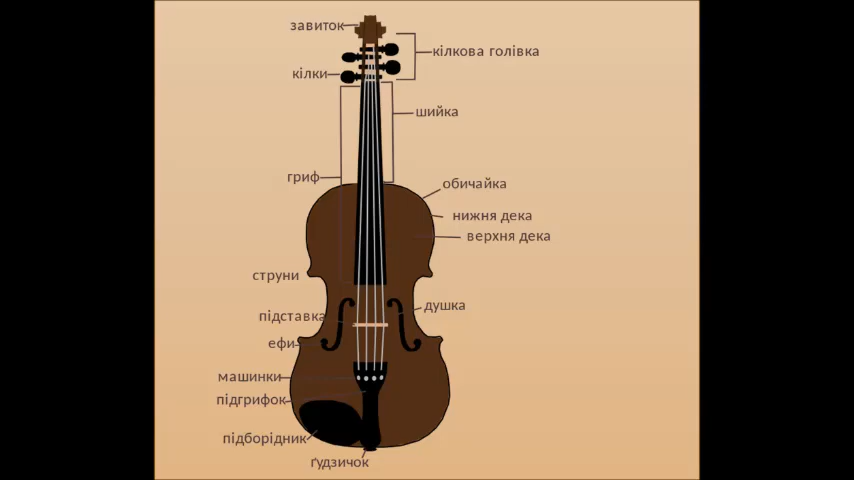 завиток
кілкова голівка
кілки
шийка
гриф
обичайка
нижня дека
верхня дека
струни
душка
підставка
ефи
машинки
підгрифок
підборідник
ґудзичок